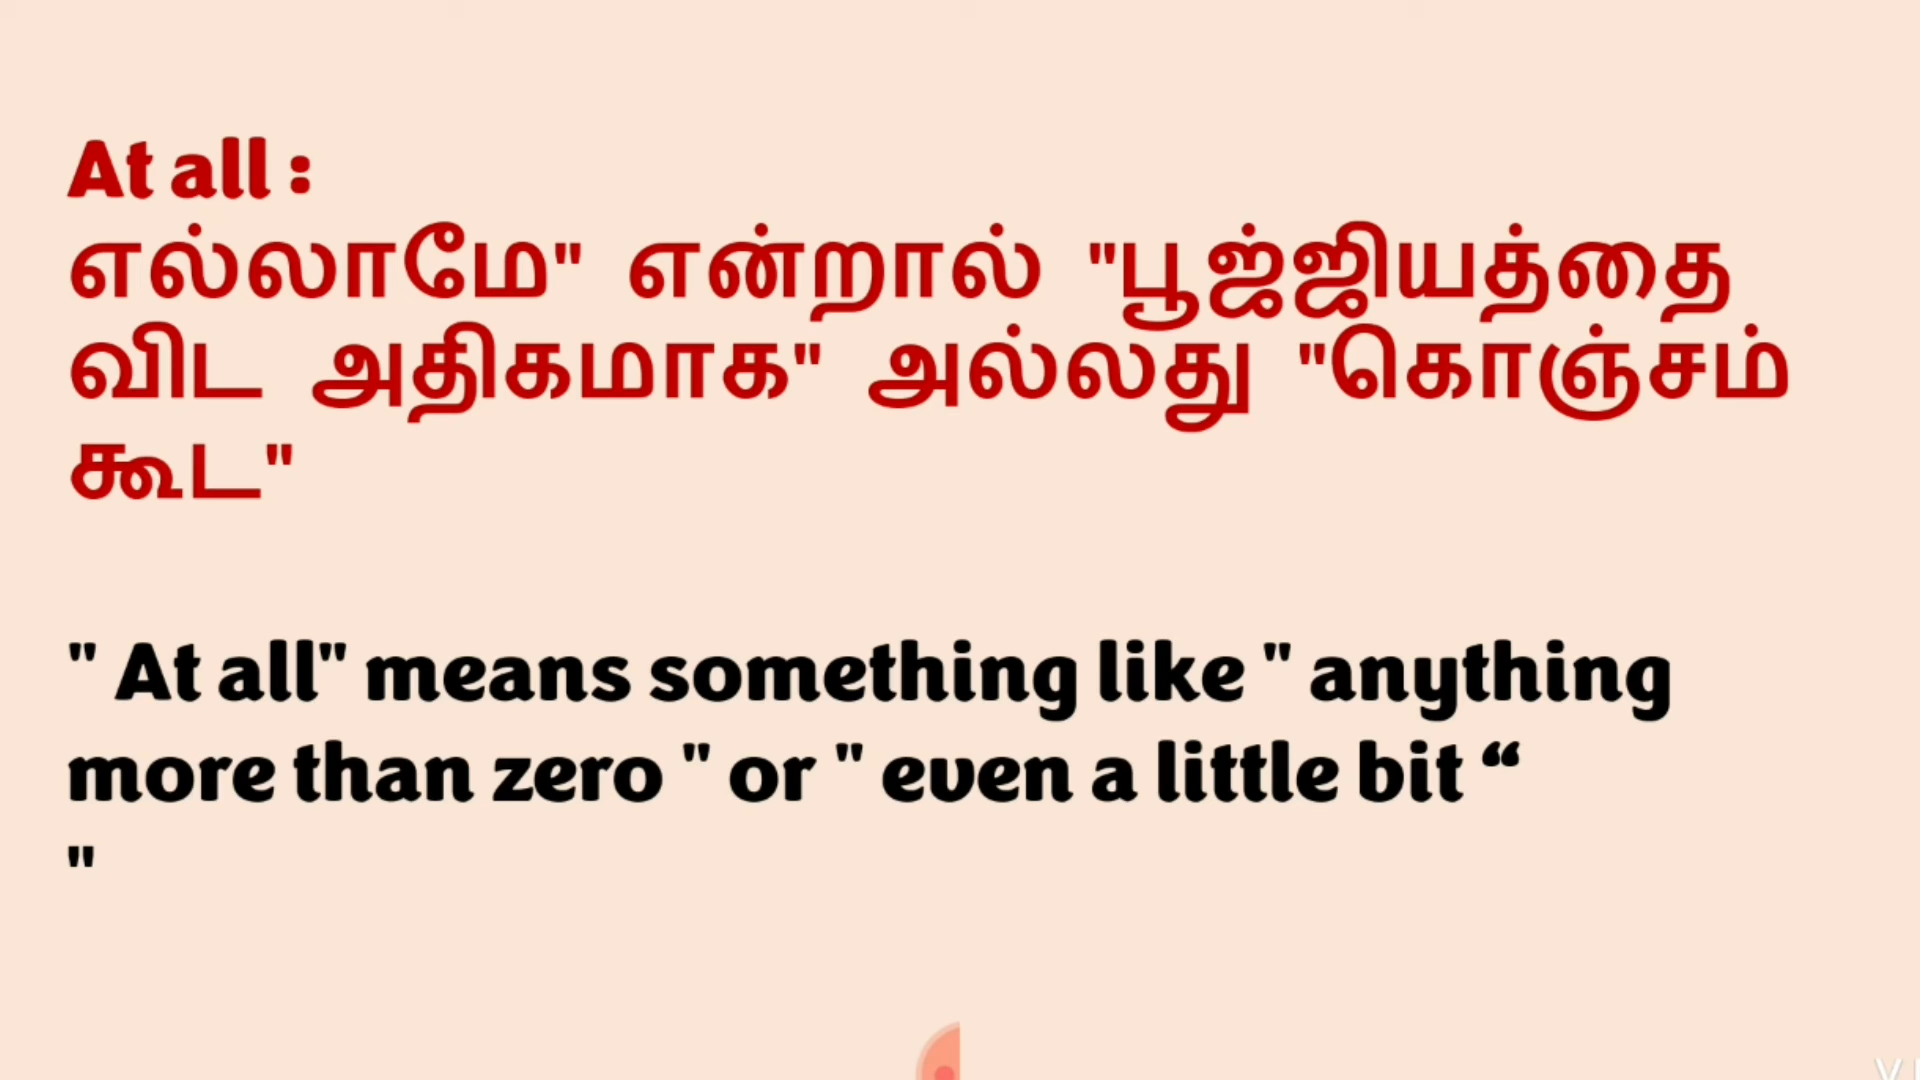 At all :
எல்லாமே" என்றால் "பூஜ்ஜியத்தை
விட அதிகமாக" அல்லது "கொஞ்சம்
கூட"
" At all" means something like " anything
more than zero " or " even a little bit “
"